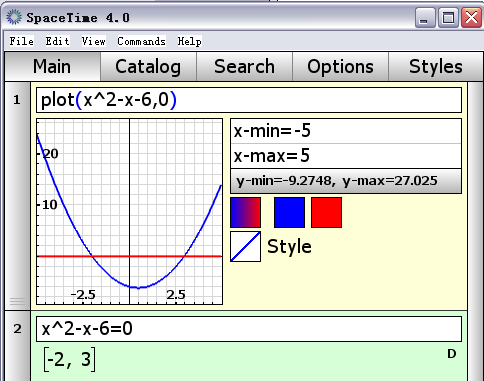 SpaceTime 4.0
File Edit View Commands Help
Main Catalog Search Options Styles
1
plot(x^2-x-6,0)
20
10
-2.5 2.5
x-min=-5
x-max=5
y-min=-9.2748, y-max=27.025
Style
2
x^2-x-6=0
[-2, 3]
D